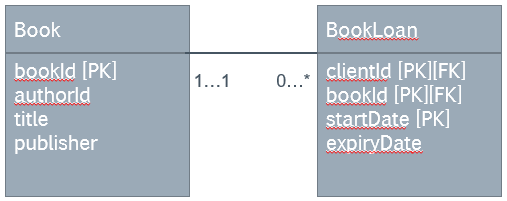 Book
bookId [PK]
authorId
title
publisher
1...1
0...*
BookLoan
clientId [PK][FK]
bookId [PK][FK]
startDate [PK]
expiryDate